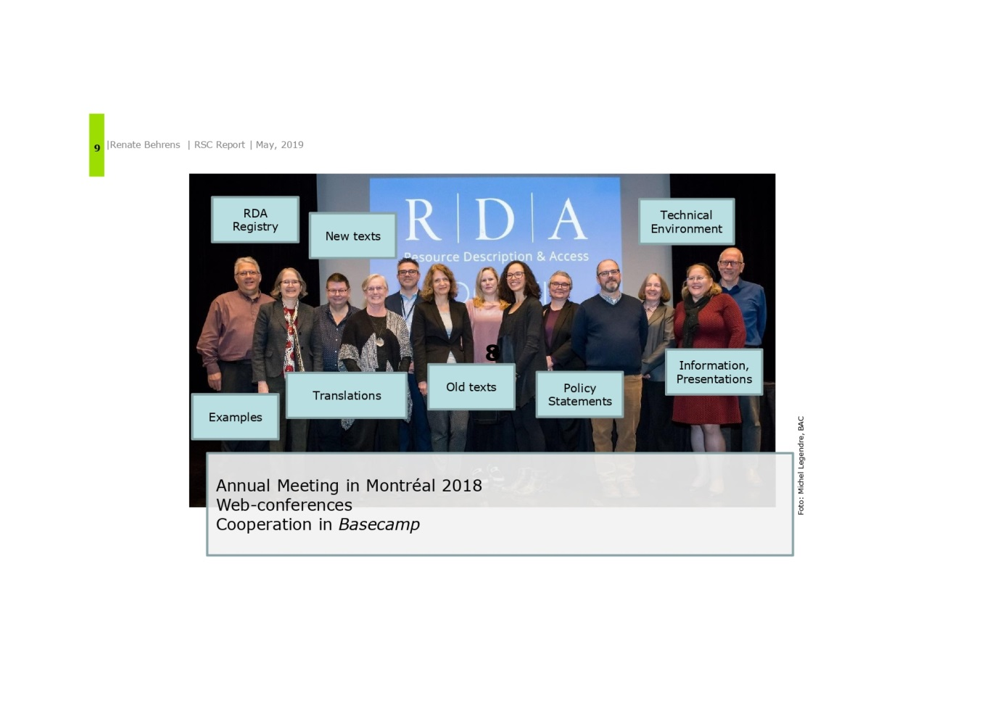 9 |Renate Behrens | RSC Report | May, 2019
RDA
Registry
New texts
R|D|A
Resource Description & Access
Technical
Environment
8
Information,
Presentations
Old texts
Policy
Statements
Translations
Examples
Annual Meeting in Montréal 2018
Web-conferences
Cooperation in Basecamp
Foto: Michel Legendre, BAC